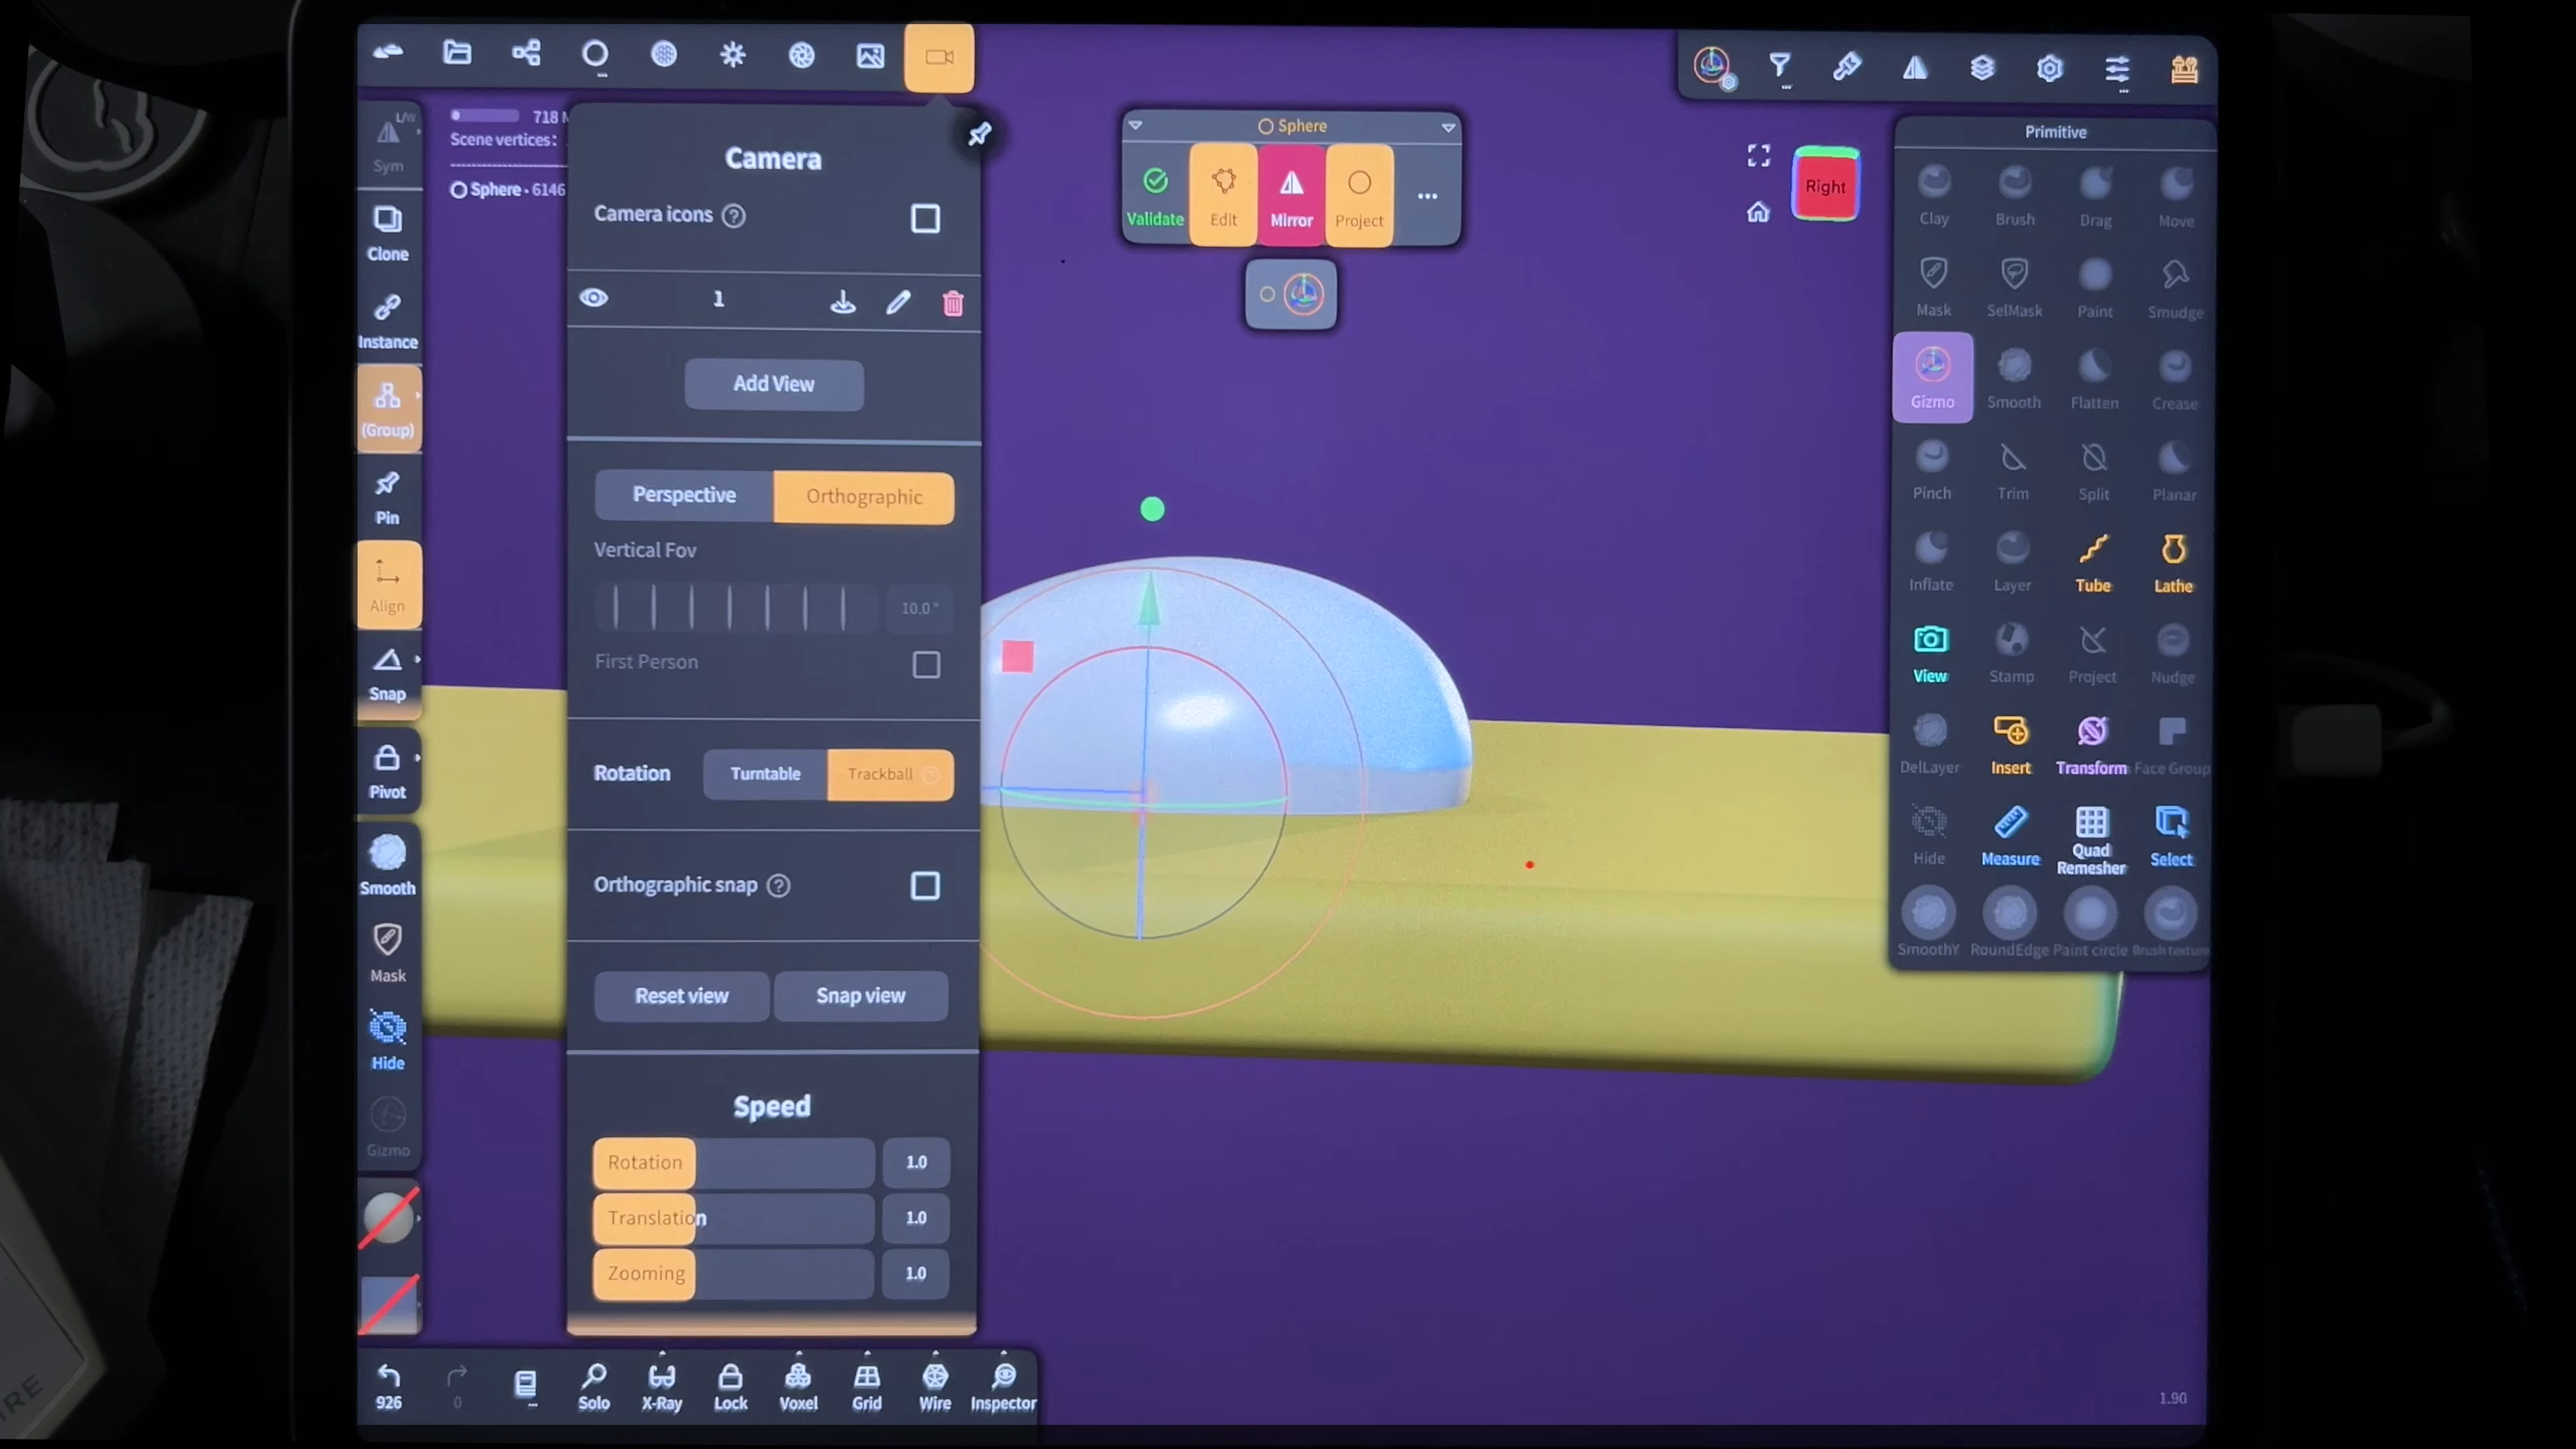 718 M
Scene vertices:
Sphere • 6146
L/W
Sym
Clone
Instance
(Group)
Pin
Align
Snap
Pivot
Smooth
Mask
Hide
Gizmo
Camera
Camera icons ?
1
Add View
Perspective Orthographic
Vertical Fov
10.0 °
First Person
Rotation Turntable Trackball ?
Orthographic snap ?
Reset view Snap view
Speed
Rotation 1.0
Translation 1.0
Zooming 1.0
Sphere
Validate Edit Mirror Project ...
Right
Primitive
Clay Brush Drag Move
Mask SelMask Paint Smudge
Gizmo Smooth Flatten Crease
Pinch Trim Split Planar
Inflate Layer Tube Lathe
View Stamp Project Nudge
DelLayer Insert Transform Face Group
Hide Measure Quad Remesher Select
SmoothY RoundEdge Paint circle Brush texture
926 0 Solo X-Ray Lock Voxel Grid Wire Inspector
1.90